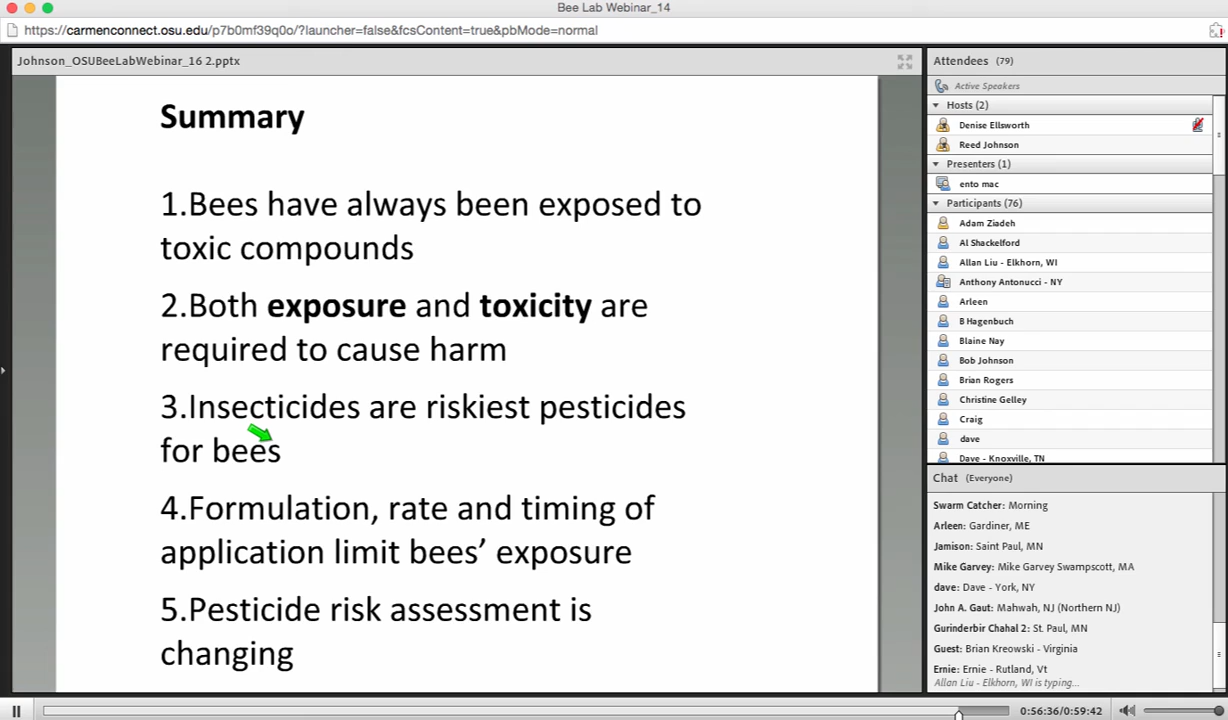 Bee Lab Webinar_14
https://carmenconnect.osu.edu/p7b0mf39q0o/?launcher=false&fcsContent=true&pbMode=normal
Johnson_OSUBeeLabWebinar_16 2.pptx
Summary
1.Bees have always been exposed to
toxic compounds
2.Both exposure and toxicity are
required to cause harm
3.Insecticides are riskiest pesticides
for bees
4.Formulation, rate and timing of
application limit bees’ exposure
5.Pesticide risk assessment is
changing
Attendees (79)
Active Speakers
Hosts (2)
Denise Ellsworth
Reed Johnson
Presenters (1)
ento mac
Participants (76)
Adam Ziadeh
Al Shackelford
Allan Liu - Elkhorn, WI
Anthony Antonucci - NY
Arleen
B Hagenbuch
Blaine Nay
Bob Johnson
Brian Rogers
Christine Gelley
Craig
dave
Dave - Knoxville, TN
Chat (Everyone)
Swarm Catcher: Morning
Arleen: Gardiner, ME
Jamison: Saint Paul, MN
Mike Garvey: Mike Garvey Swampscott, MA
dave: Dave - York, NY
John A. Gaut: Mahwah, NJ (Northern NJ)
Gurinderbir Chahal 2: St. Paul, MN
Guest: Brian Kreowski - Virginia
Ernie: Ernie - Rutland, Vt
Allan Liu - Elkhorn, WI is typing...
0:56:36/0:59:42